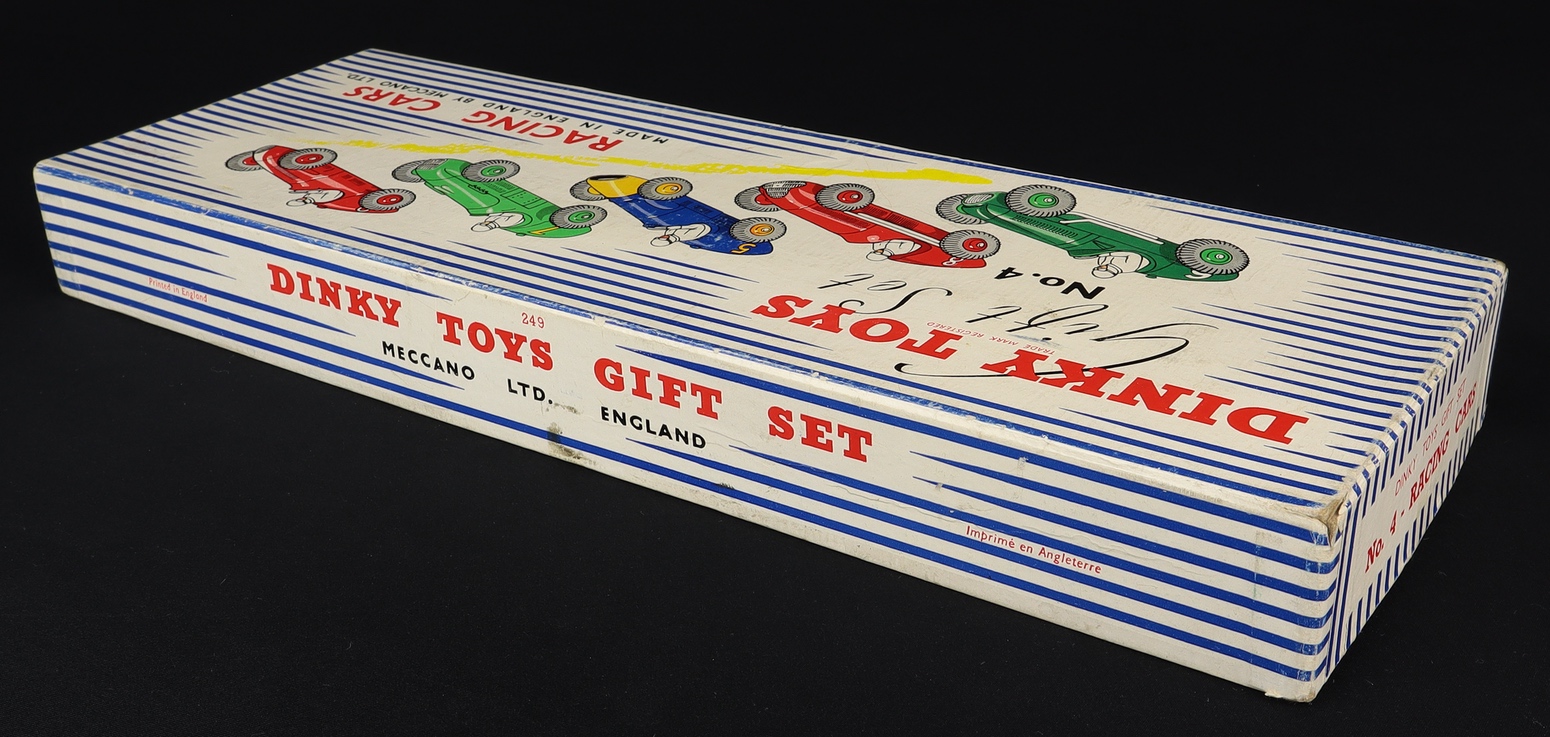 DINKY TOYS
TRADE MARK REGISTERED
Gift Set
No.4
5
RACING CARS
MADE IN ENGLAND BY MECCANO LTD.
Printed in England
249
DINKY TOYS GIFT SET
MECCANO LTD. ENGLAND
Imprimé en Angleterre
DINKY TOYS GIFT SET
No. 4 - RACING CARS